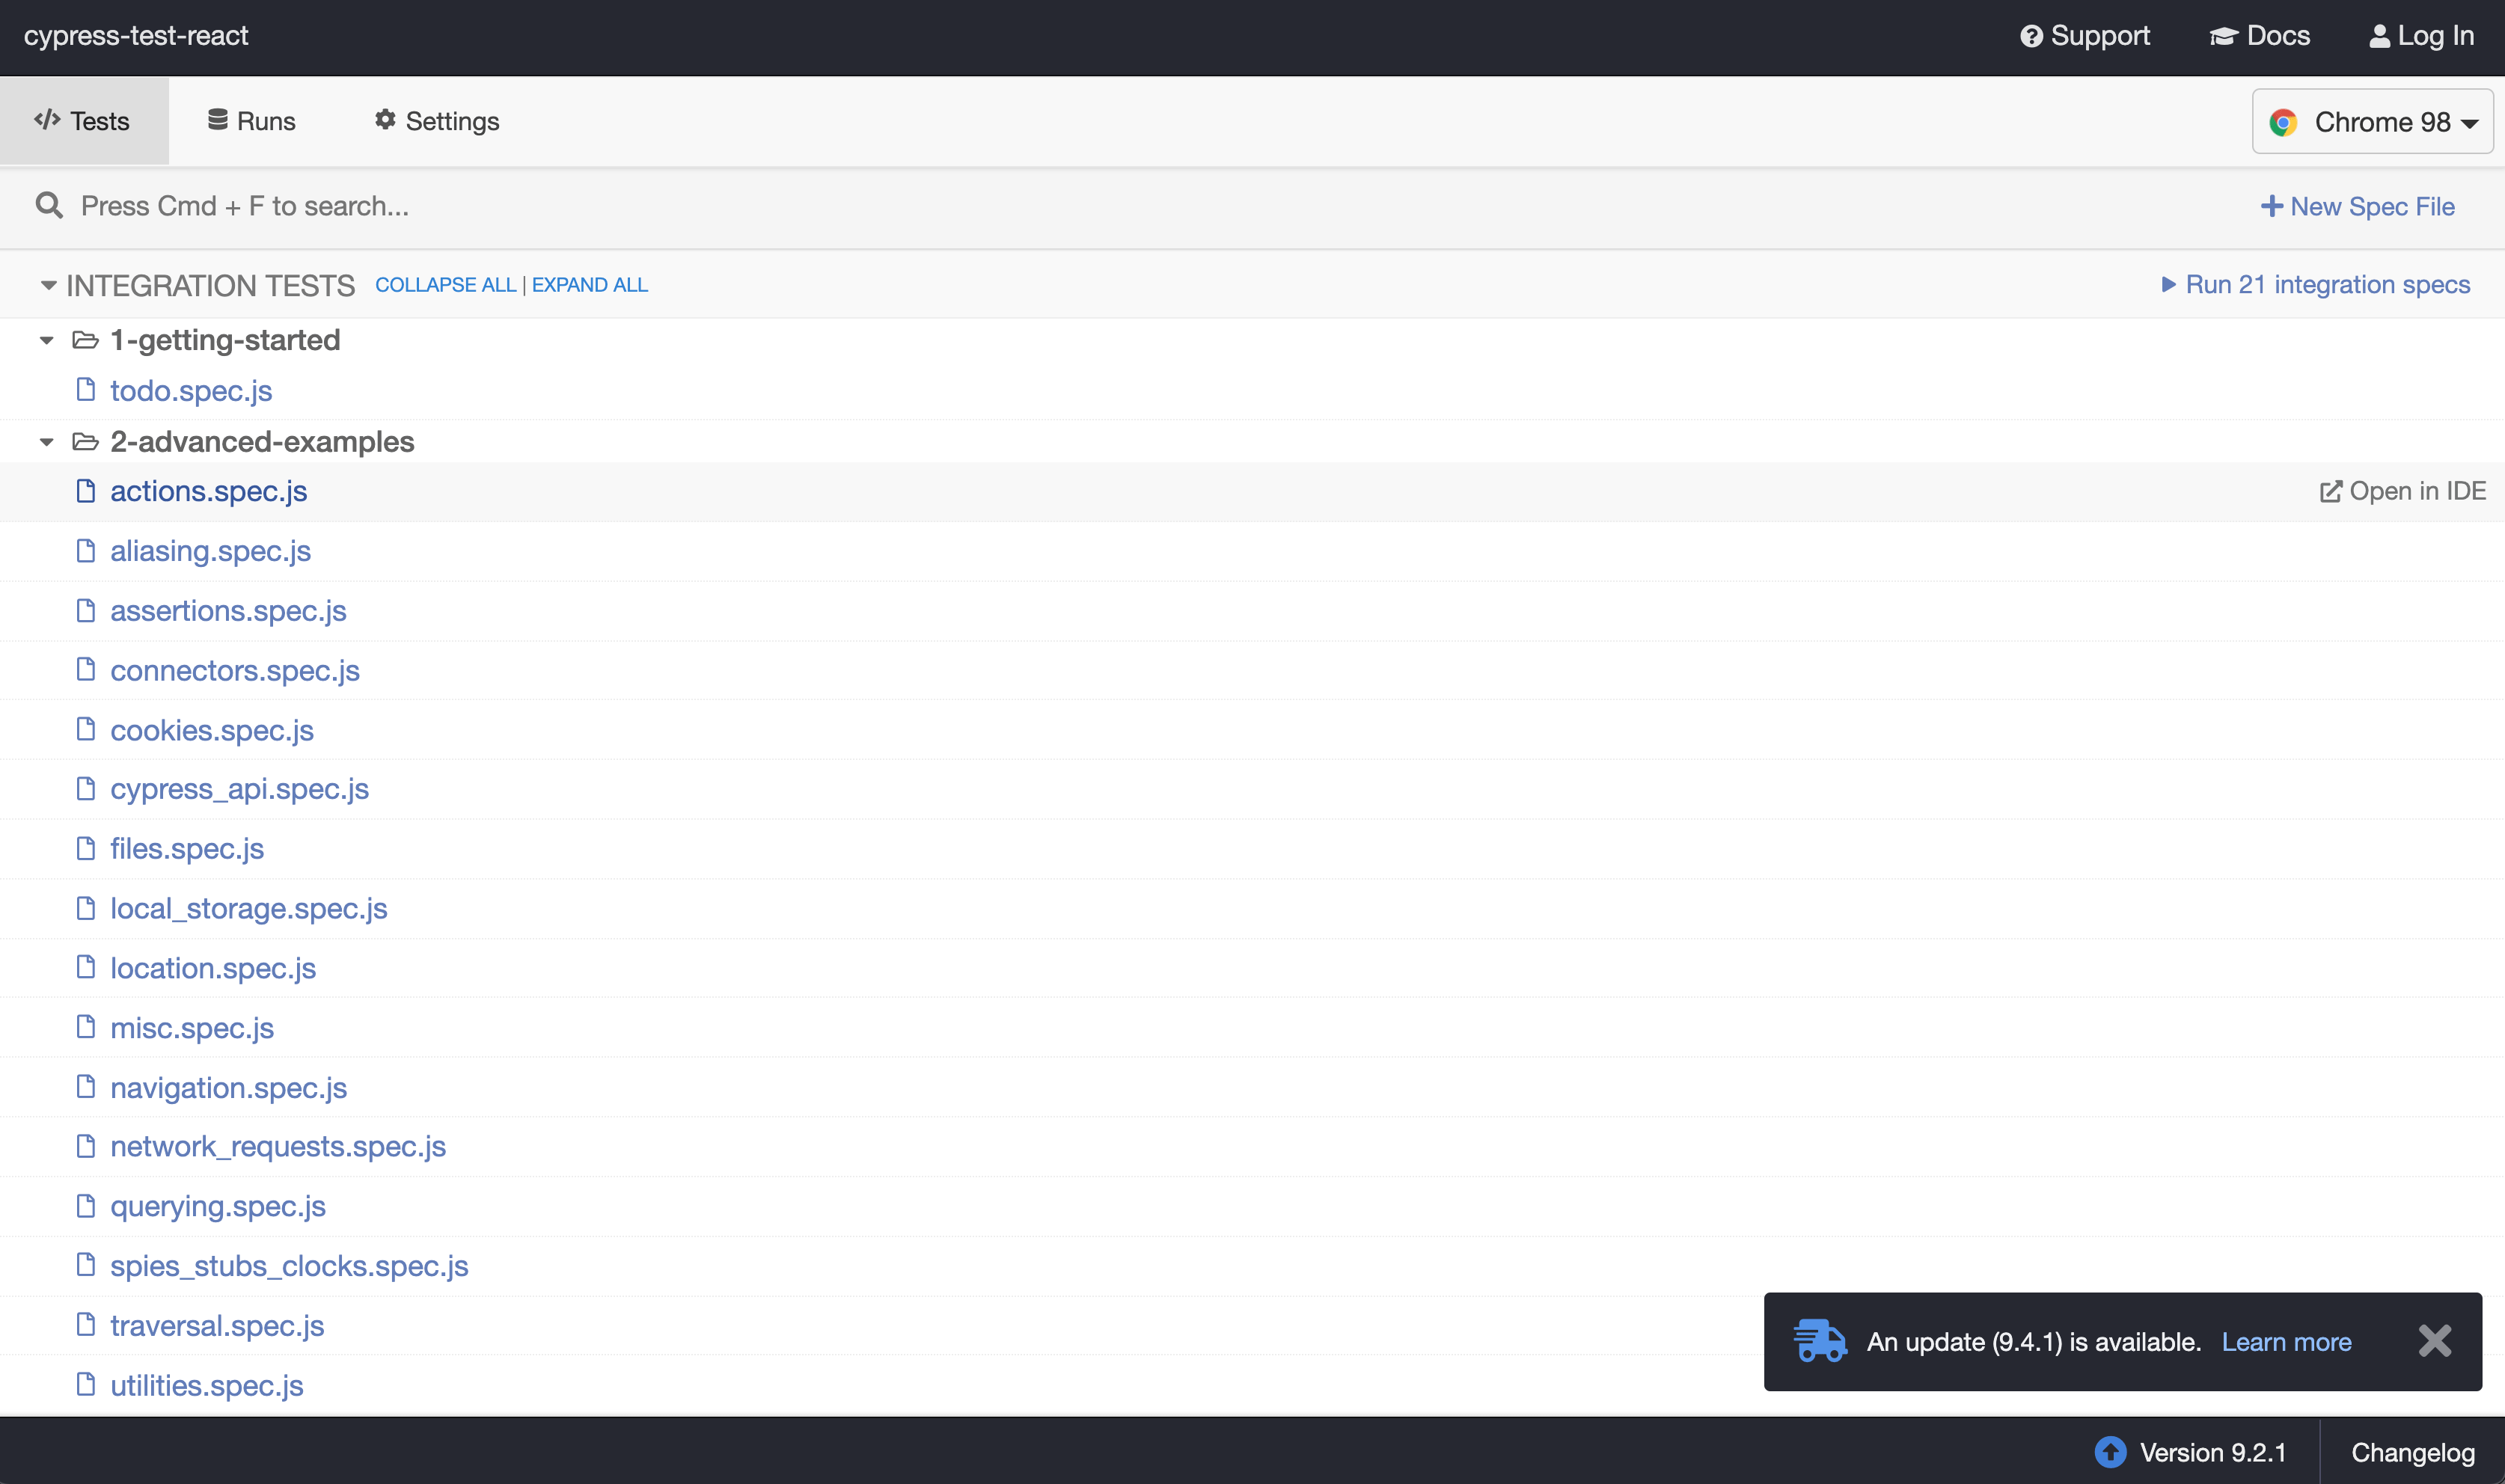 cypress-test-react Support Docs Log In
Tests Runs Settings Chrome 98
Press Cmd + F to search... New Spec File
INTEGRATION TESTS COLLAPSE ALL | EXPAND ALL Run 21 integration specs
1-getting-started
todo.spec.js
2-advanced-examples
actions.spec.js Open in IDE
aliasing.spec.js
assertions.spec.js
connectors.spec.js
cookies.spec.js
cypress_api.spec.js
files.spec.js
local_storage.spec.js
location.spec.js
misc.spec.js
navigation.spec.js
network_requests.spec.js
querying.spec.js
spies_stubs_clocks.spec.js
traversal.spec.js
An update (9.4.1) is available. Learn more
utilities.spec.js
Version 9.2.1 Changelog